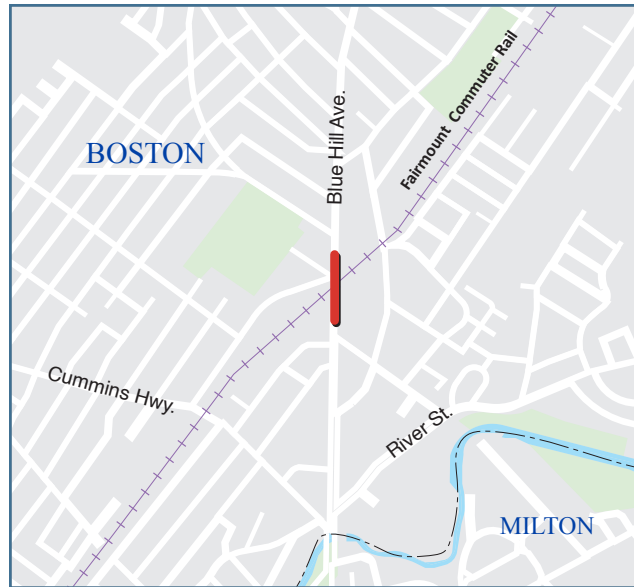 Fairmount Commuter Rail
Blue Hill Ave.
BOSTON
Cummins Hwy.
River St.
MILTON